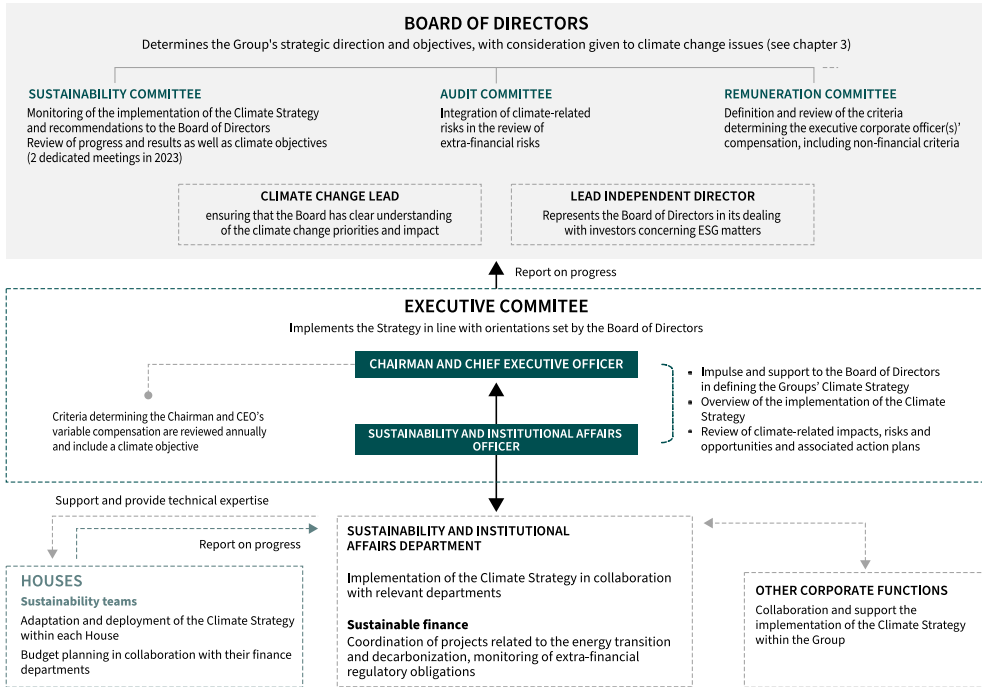 BOARD OF DIRECTORS
Determines the Group's strategic direction and objectives, with consideration given to climate change issues (see chapter 3)
SUSTAINABILITY COMMITTEE
Monitoring of the implementation of the Climate Strategy
and recommendations to the Board of Directors
Review of progress and results as well as climate objectives
(2 dedicated meetings in 2023)
AUDIT COMMITTEE
Integration of climate-related
risks in the review of
extra-financial risks
REMUNERATION COMMITTEE
Definition and review of the criteria
determining the executive corporate officer(s)’
compensation, including non-financial criteria
CLIMATE CHANGE LEAD
ensuring that the Board has clear understanding
of the climate change priorities and impact
LEAD INDEPENDENT DIRECTOR
Represents the Board of Directors in its dealing
with investors concerning ESG matters
Report on progress
EXECUTIVE COMMITEE
Implements the Strategy in line with orientations set by the Board of Directors
CHAIRMAN AND CHIEF EXECUTIVE OFFICER
Criteria determining the Chairman and CEO’s
variable compensation are reviewed annually
and include a climate objective
SUSTAINABILITY AND INSTITUTIONAL AFFAIRS
OFFICER
▪ Impulse and support to the Board of Directors
in defining the Groups’ Climate Strategy
▪ Overview of the implementation of the Climate
Strategy
▪ Review of climate-related impacts, risks and
opportunities and associated action plans
Support and provide technical expertise
Report on progress
HOUSES
Sustainability teams
Adaptation and deployment of the Climate Strategy
within each House
Budget planning in collaboration with their finance
departments
SUSTAINABILITY AND INSTITUTIONAL
AFFAIRS DEPARTMENT
Implementation of the Climate Strategy in collaboration
with relevant departments
Sustainable finance
Coordination of projects related to the energy transition
and decarbonization, monitoring of extra-financial
regulatory obligations
OTHER CORPORATE FUNCTIONS
Collaboration and support the
implementation of the Climate Strategy
within the Group